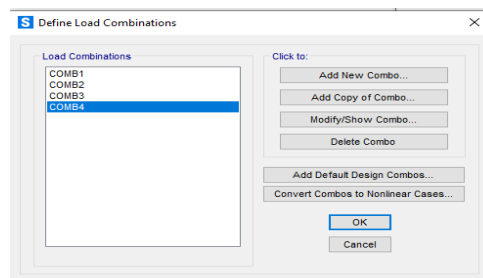 S Define Load Combinations
Load Combinations
COMB1
COMB2
COMB3
COMB4
Click to:
Add New Combo...
Add Copy of Combo...
Modify/Show Combo...
Delete Combo
Add Default Design Combos...
Convert Combos to Nonlinear Cases...
OK
Cancel